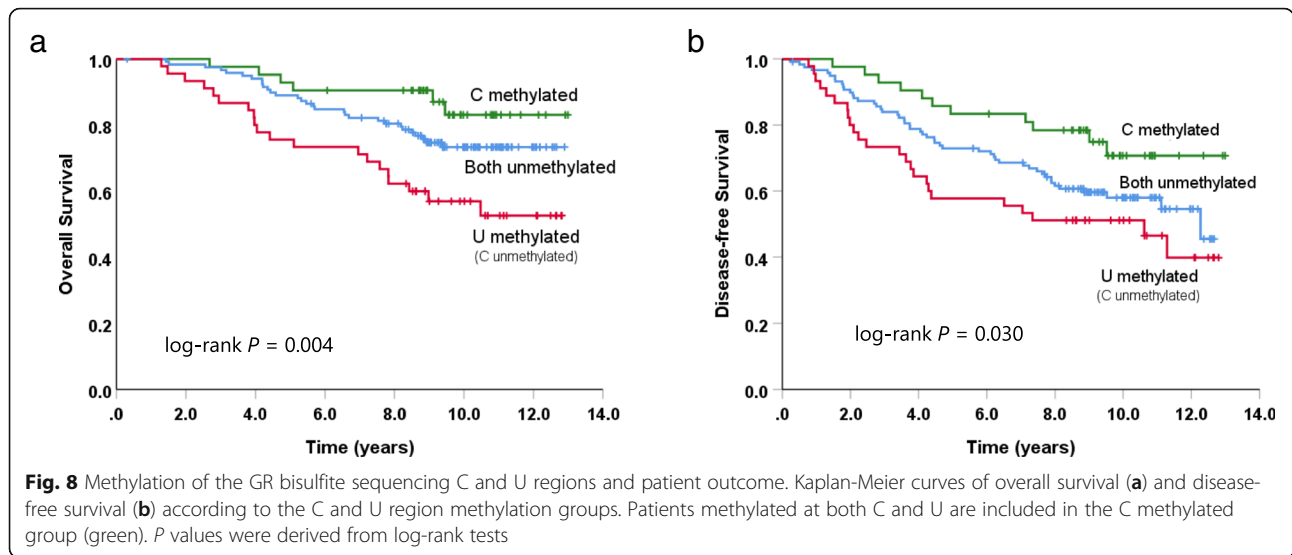 a
1.0
0.8
0.6
0.4
0.2
0.0
Overall Survival
C methylated
Both unmethylated
U methylated
(C unmethylated)
log-rank P = 0.004
.0 2.0 4.0 6.0 8.0 10.0 12.0 14.0
Time (years)
b
1.0
0.8
0.6
0.4
0.2
0.0
Disease-free Survival
C methylated
Both unmethylated
U methylated
(C unmethylated)
log-rank P = 0.030
.0 2.0 4.0 6.0 8.0 10.0 12.0 14.0
Time (years)
Fig. 8 Methylation of the GR bisulfite sequencing C and U regions and patient outcome. Kaplan-Meier curves of overall survival (a) and disease-
free survival (b) according to the C and U region methylation groups. Patients methylated at both C and U are included in the C methylated
group (green). P values were derived from log-rank tests